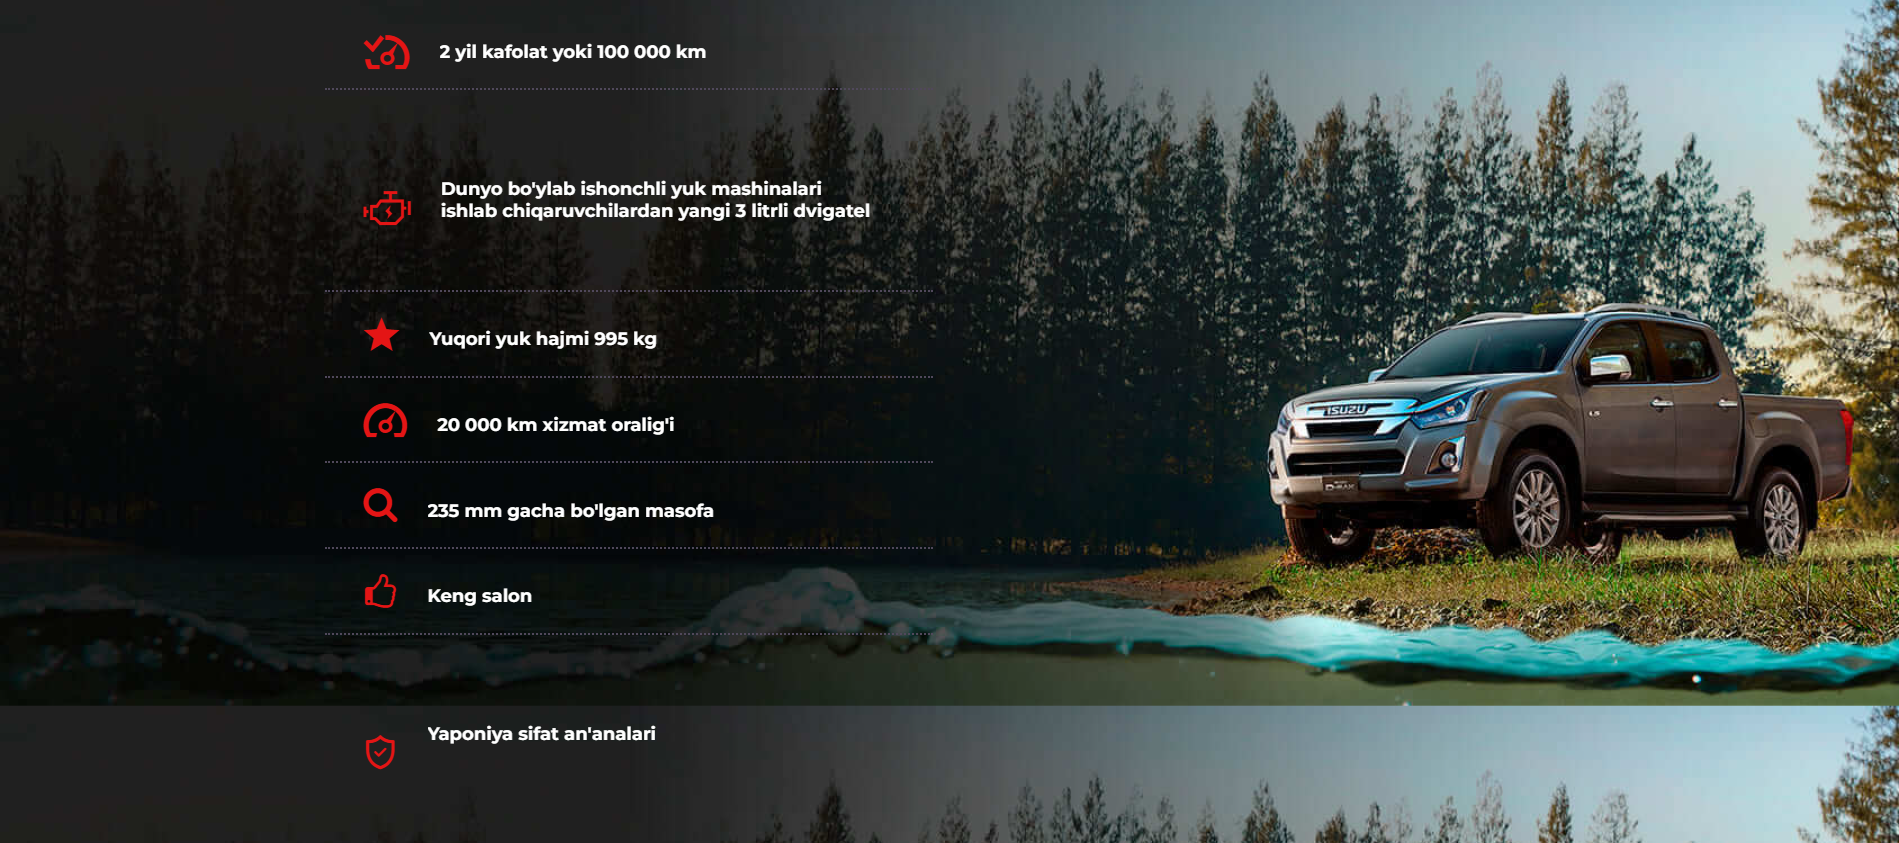 2 yil kafolat yoki 100 000 km
Dunyo bo'ylab ishonchli yuk mashinalari
ishlab chiqaruvchilardan yangi 3 litrli dvigatel
Yuqori yuk hajmi 995 kg
20 000 km xizmat oralig'i
235 mm gacha bo'lgan masofa
Keng salon
Yaponiya sifat an'analari
ISUZU
D-MAX